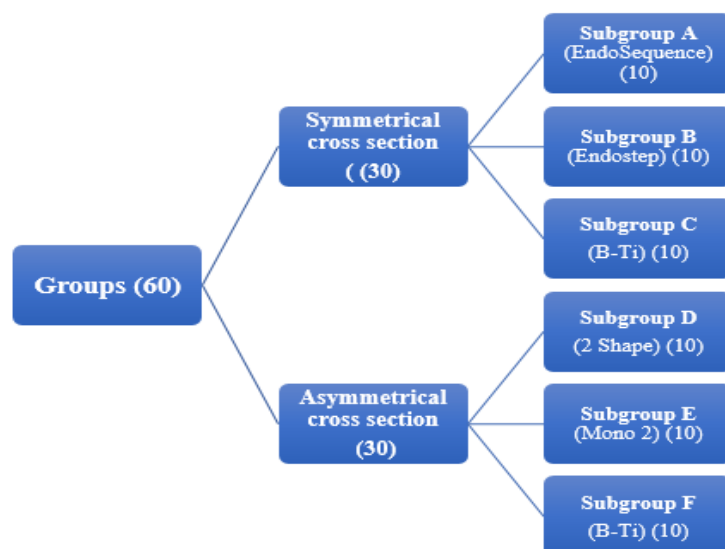 Groups (60)
Symmetrical
cross section
( (30)
Asymmetrical
cross section
(30)
Subgroup A
(EndoSequence)
(10)
Subgroup B
(Endostep) (10)
Subgroup C
(B-Ti) (10)
Subgroup D
(2 Shape) (10)
Subgroup E
(Mono 2) (10)
Subgroup F
(B-Ti) (10)